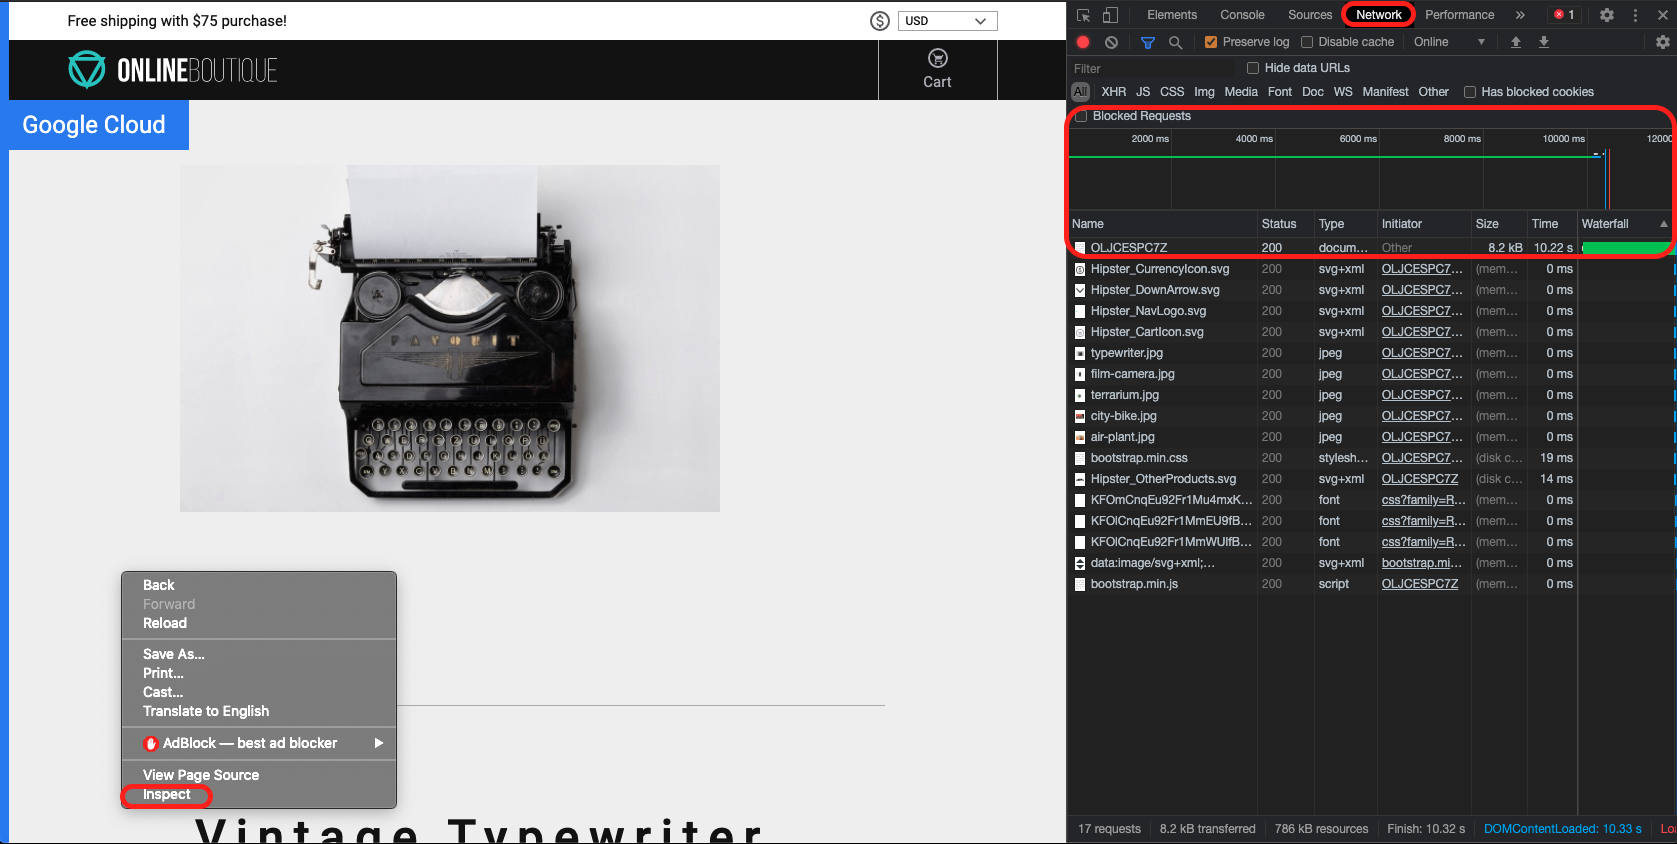 Free shipping with $75 purchase!
$ USD
ONLINEBOUTIQUE
Cart
Google Cloud
FAVORIT
Back
Forward
Reload
Save As...
Print...
Cast...
Translate to English
AdBlock — best ad blocker
View Page Source
Inspect
Vintage Typewriter
Elements Console Sources Network Performance » 1
Preserve log Disable cache Online
Filter Hide data URLs
All XHR JS CSS Img Media Font Doc WS Manifest Other Has blocked cookies
Blocked Requests
2000 ms 4000 ms 6000 ms 8000 ms 10000 ms 12000
Name Status Type Initiator Size Time Waterfall
OLJCESPC7Z 200 docum... Other 8.2 kB 10.22 s
Hipster_CurrencyIcon.svg 200 svg+xml OLJCESPC7... (mem... 0 ms
Hipster_DownArrow.svg 200 svg+xml OLJCESPC7... (mem... 0 ms
Hipster_NavLogo.svg 200 svg+xml OLJCESPC7... (mem... 0 ms
Hipster_CartIcon.svg 200 svg+xml OLJCESPC7... (mem... 0 ms
typewriter.jpg 200 jpeg OLJCESPC7... (mem... 0 ms
film-camera.jpg 200 jpeg OLJCESPC7... (mem... 0 ms
terrarium.jpg 200 jpeg OLJCESPC7... (mem... 0 ms
city-bike.jpg 200 jpeg OLJCESPC7... (mem... 0 ms
air-plant.jpg 200 jpeg OLJCESPC7... (mem... 0 ms
bootstrap.min.css 200 stylesh... OLJCESPC7... (disk c... 19 ms
Hipster_OtherProducts.svg 200 svg+xml OLJCESPC7Z (disk c... 14 ms
KFOmCnqEu92Fr1Mu4mxK... 200 font css?family=R... (mem... 0 ms
KFOlCnqEu92Fr1MmEU9fB... 200 font css?family=R... (mem... 0 ms
KFOlCnqEu92Fr1MmWUlfB... 200 font css?family=R... (mem... 0 ms
data:image/svg+xml;... 200 svg+xml bootstrap.mi... (mem... 0 ms
bootstrap.min.js 200 script OLJCESPC7Z (mem... 0 ms
17 requests 8.2 kB transferred 786 kB resources Finish: 10.32 s DOMContentLoaded: 10.33 s Lo